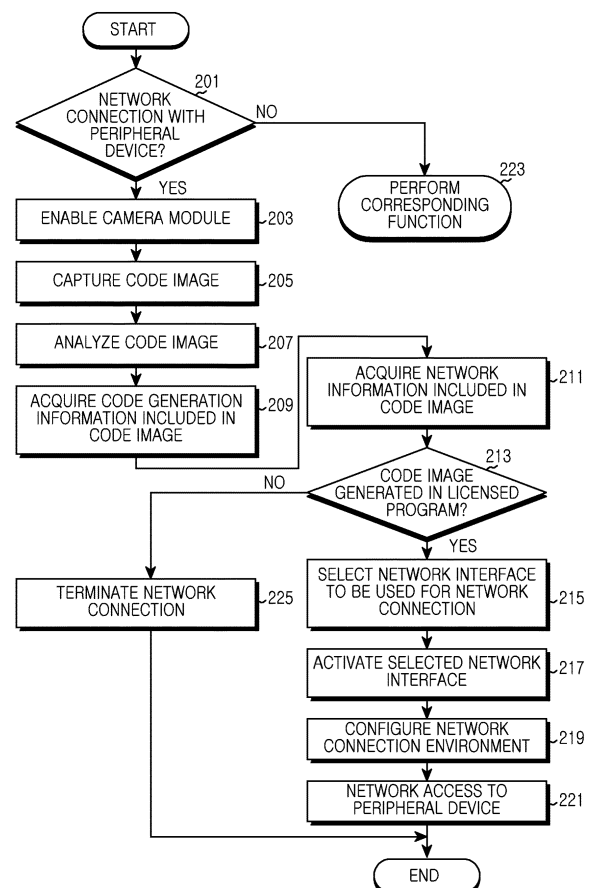 START
201
NETWORK
CONNECTION WITH
PERIPHERAL
DEVICE?
NO
YES
223
PERFORM
CORRESPONDING
FUNCTION
ENABLE CAMERA MODULE
203
CAPTURE CODE IMAGE
205
ANALYZE CODE IMAGE
207
ACQUIRE CODE GENERATION
INFORMATION INCLUDED IN
CODE IMAGE
209
ACQUIRE NETWORK
INFORMATION INCLUDED IN
CODE IMAGE
211
213
CODE IMAGE
GENERATED IN LICENSED
PROGRAM?
NO
YES
TERMINATE NETWORK
CONNECTION
225
SELECT NETWORK INTERFACE
TO BE USED FOR NETWORK
CONNECTION
215
ACTIVATE SELECTED NETWORK
INTERFACE
217
CONFIGURE NETWORK
CONNECTION ENVIRONMENT
219
NETWORK ACCESS TO
PERIPHERAL DEVICE
221
END